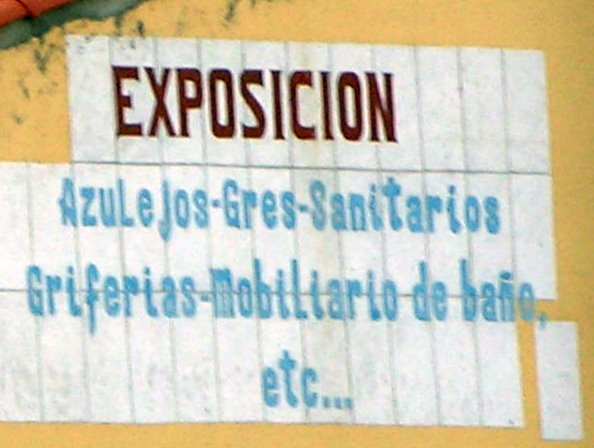 EXPOSICION
Azulejos-Gres-Sanitarios
Griferias-Mobiliario de baño,
etc...